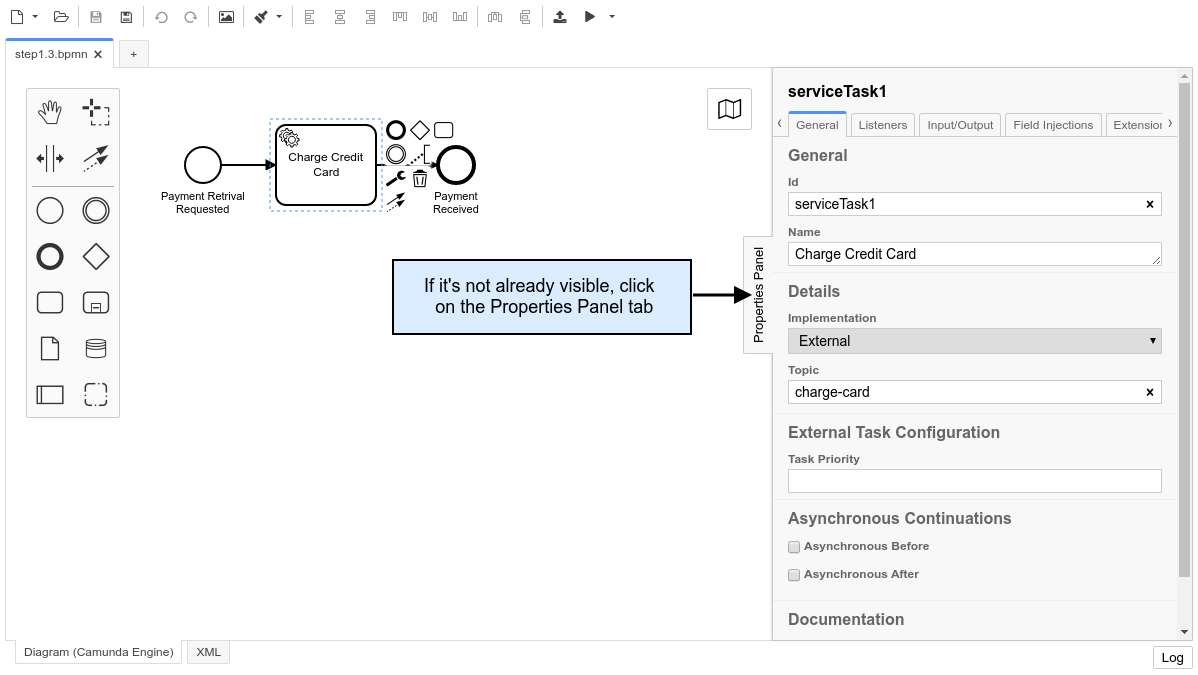 step1.3.bpmn ×
+
Payment Retrival
Requested
Charge Credit
Card
Payment
Received
If it's not already visible, click
on the Properties Panel tab
Properties Panel
serviceTask1
General
Listeners
Input/Output
Field Injections
Extension
General
Id
serviceTask1
Name
Charge Credit Card
Details
Implementation
External
Topic
charge-card
External Task Configuration
Task Priority
Asynchronous Continuations
Asynchronous Before
Asynchronous After
Documentation
Diagram (Camunda Engine)
XML
Log